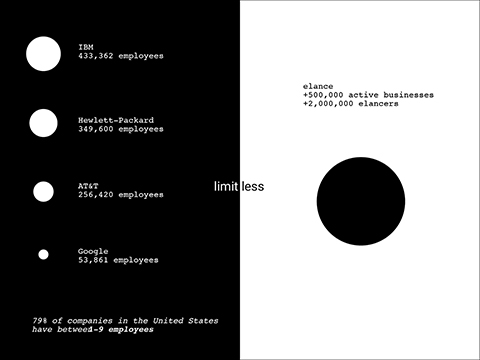 IBM
433,362 employees
Hewlett-Packard
349,600 employees
AT&T
256,420 employees
Google
53,861 employees
79% of companies in the United States
have between1-9 employees
limit less
elance
+500,000 active businesses
+2,000,000 elancers